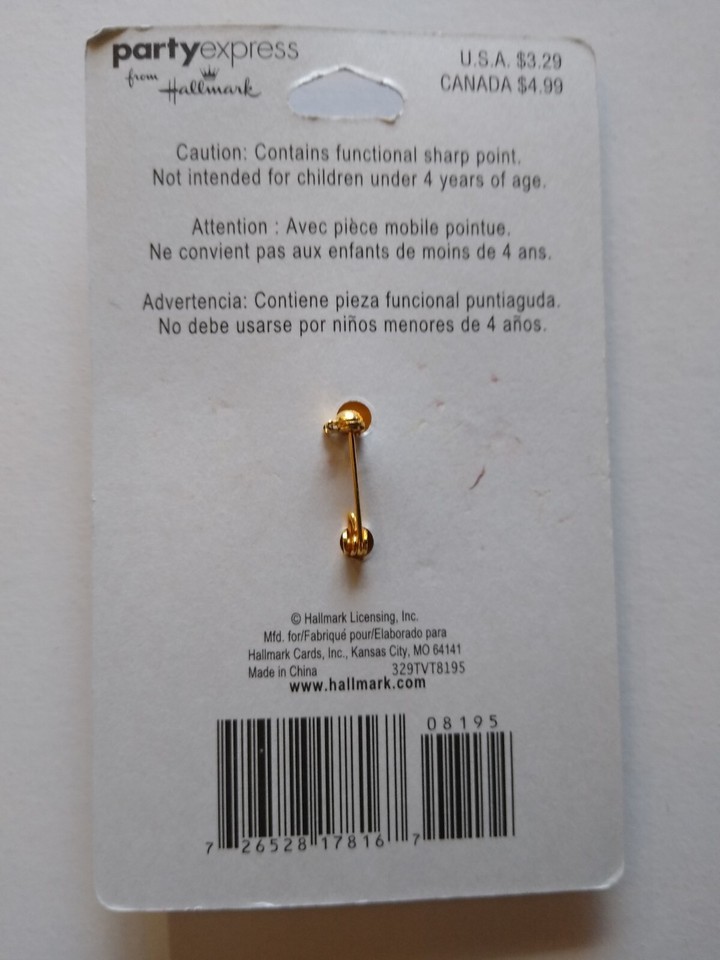 partyexpress
from Hallmark
U.S.A. $3.29
CANADA $4.99
Caution: Contains functional sharp point.
Not intended for children under 4 years of age.
Attention : Avec pièce mobile pointue.
Ne convient pas aux enfants de moins de 4 ans.
Advertencia: Contiene pieza funcional puntiaguda.
No debe usarse por niños menores de 4 años.
© Hallmark Licensing, Inc.
Mfd. for/Fabriqué pour/Elaborado para
Hallmark Cards, Inc., Kansas City, MO 64141
Made in China 329TVT8195
www.hallmark.com
08195
7 26528 17816 7